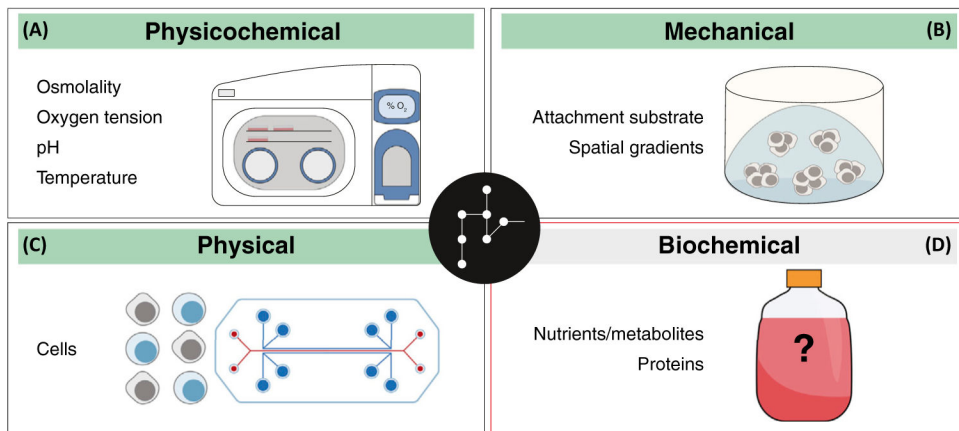 (A)
Physicochemical
Osmolality
Oxygen tension
pH
Temperature
% O₂
Mechanical
(B)
Attachment substrate
Spatial gradients
(C)
Physical
Cells
Biochemical
(D)
Nutrients/metabolites
Proteins
?